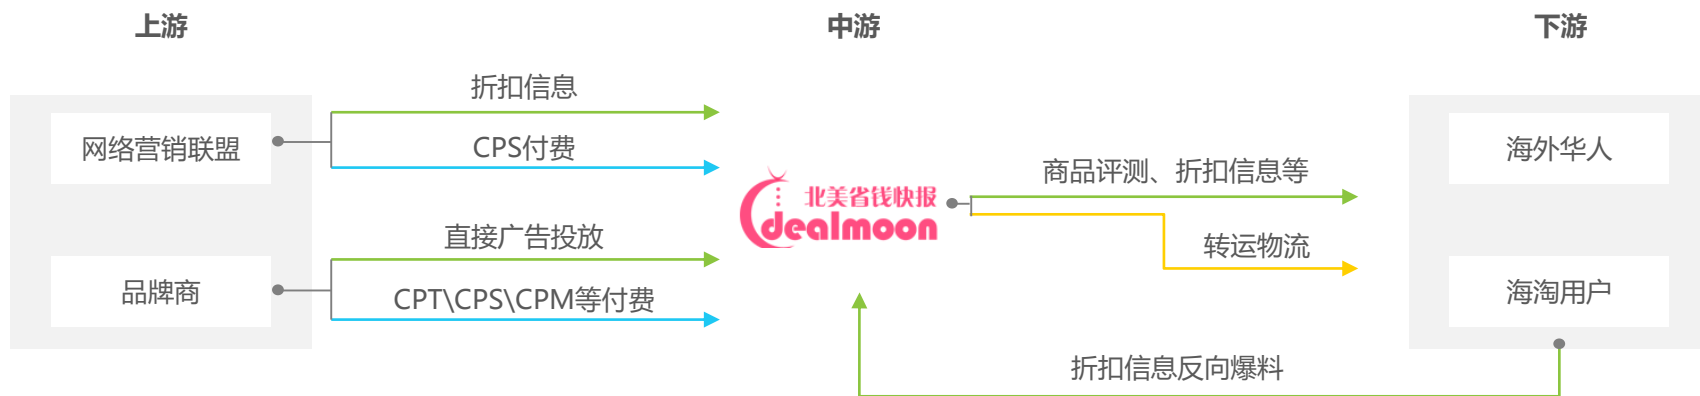 上游
中游
下游
折扣信息
网络营销联盟
CPS付费
海外华人
商品评测、折扣信息等
北美省钱快报
dealmoon
直接广告投放
转运物流
品牌商
CPT\CPS\CPM等付费
海淘用户
折扣信息反向爆料